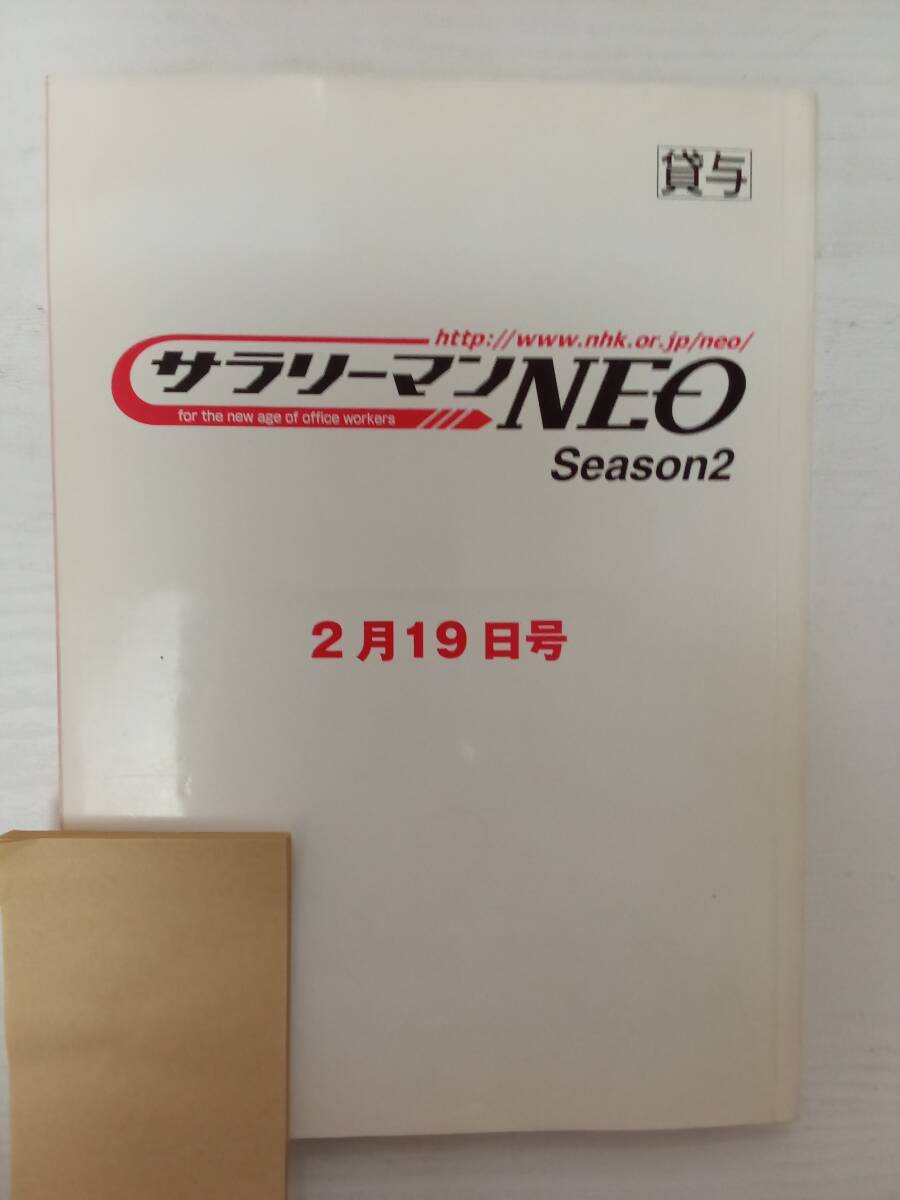 貸与
http://www.nhk.or.jp/neo/
サラリーマンNEO
for the new age of office workers
Season2
2月19日号